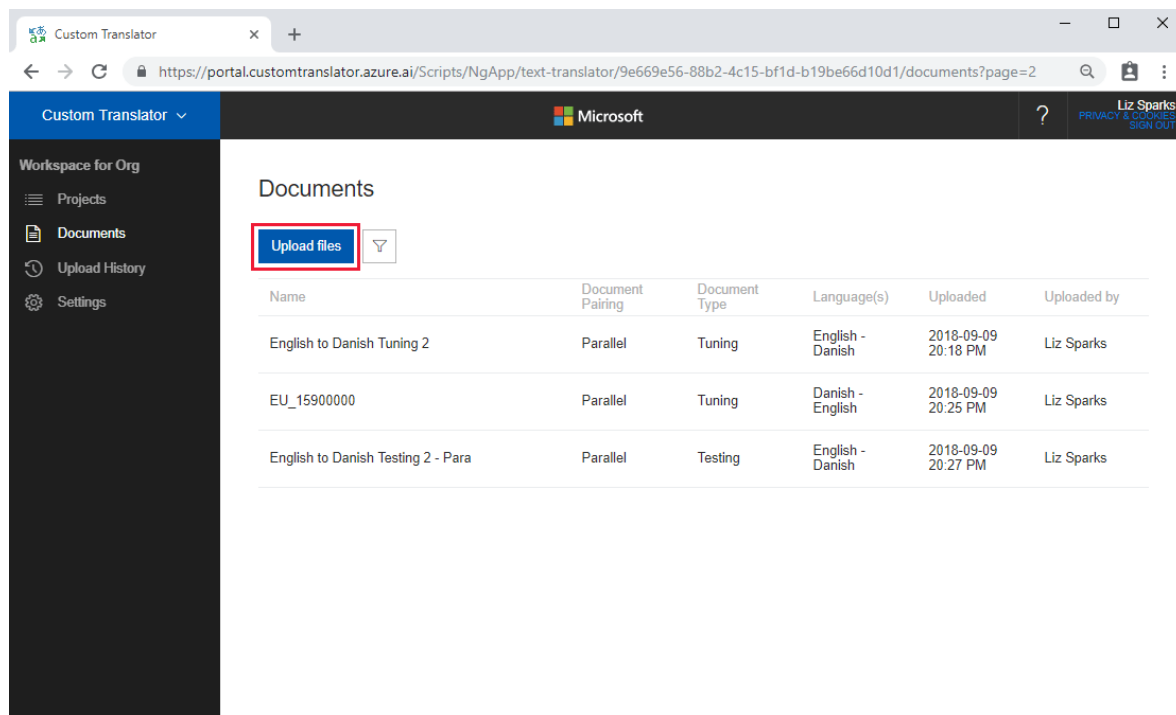 Custom Translator
https://portal.customtranslator.azure.ai/Scripts/NgApp/text-translator/9e669e56-88b2-4c15-bf1d-b19be66d10d1/documents?page=2
Custom Translator
Microsoft
?
Liz Sparks
PRIVACY & COOKIES
SIGN OUT
Workspace for Org
Projects
Documents
Upload History
Settings
Documents
Upload files
Name Document Pairing Document Type Language(s) Uploaded Uploaded by
English to Danish Tuning 2 Parallel Tuning English - Danish 2018-09-09 20:18 PM Liz Sparks
EU_15900000 Parallel Tuning Danish - English 2018-09-09 20:25 PM Liz Sparks
English to Danish Testing 2 - Para Parallel Testing English - Danish 2018-09-09 20:27 PM Liz Sparks